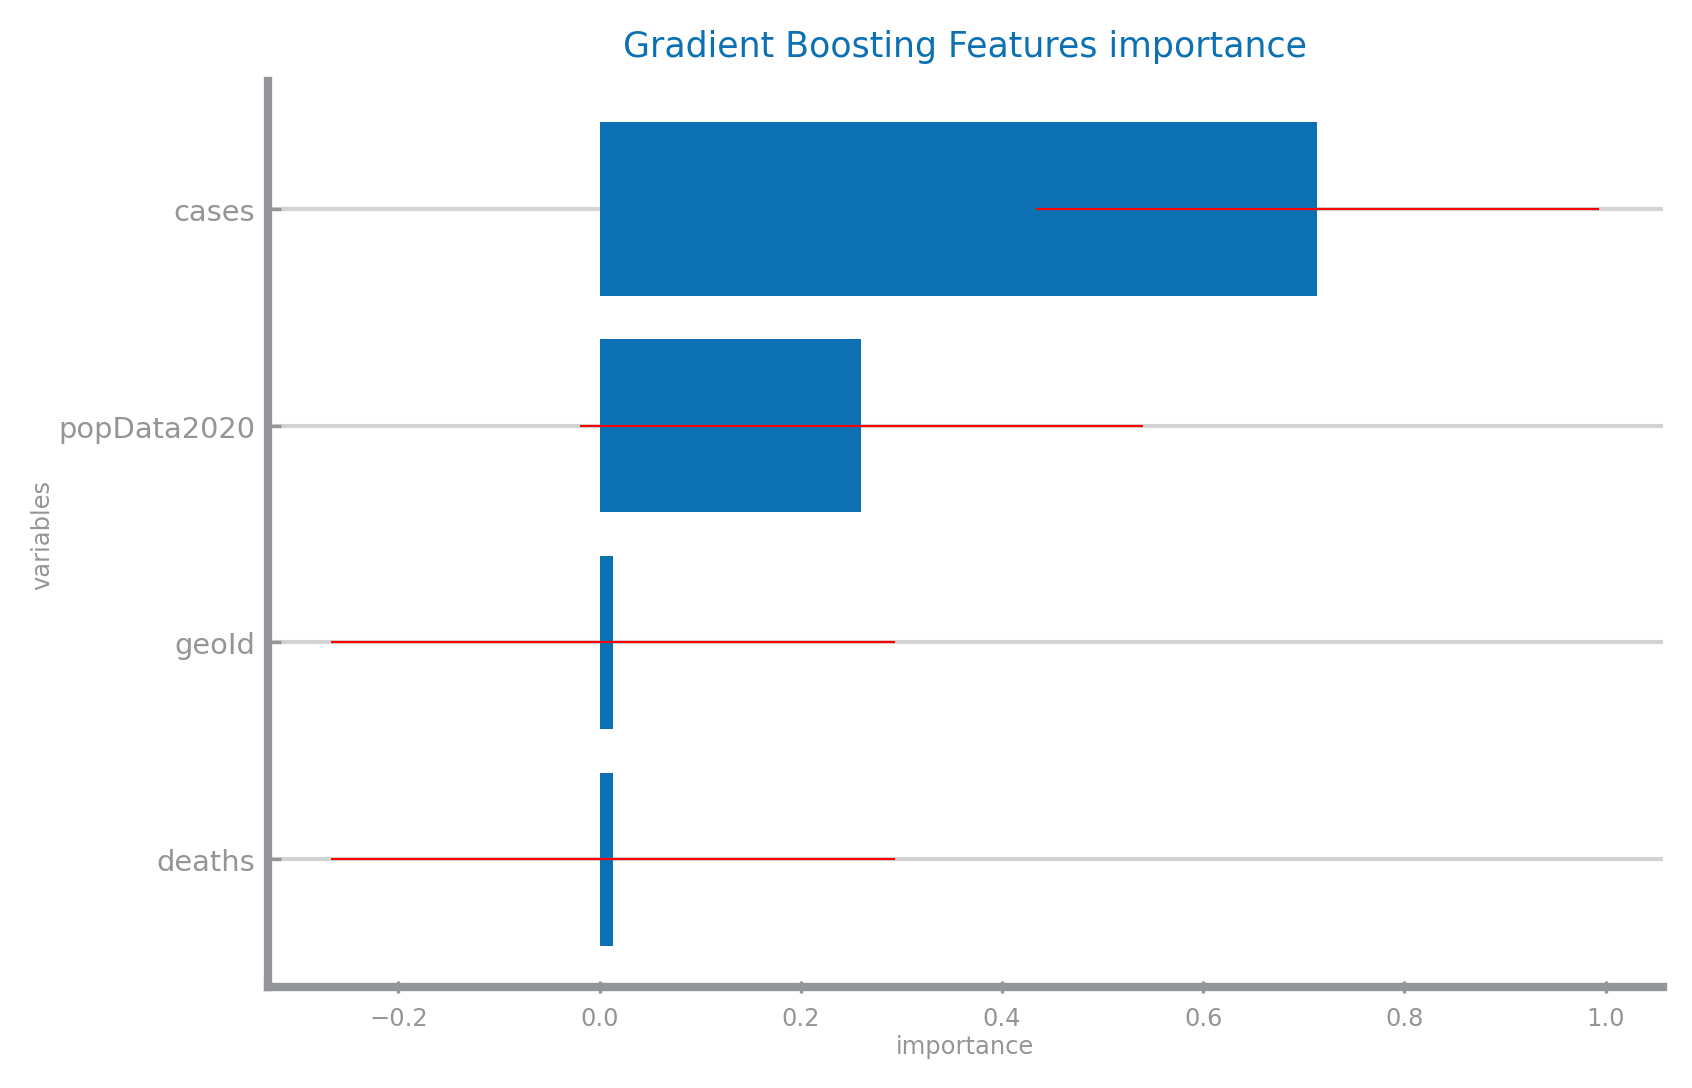 Gradient Boosting Features importance
cases
popData2020
geoId
deaths
variables
−0.2 0.0 0.2 0.4 0.6 0.8 1.0
importance